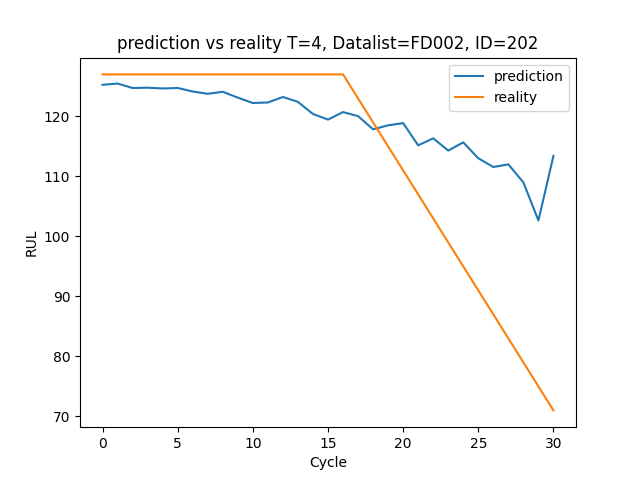 prediction vs reality T=4, Datalist=FD002, ID=202
prediction
reality
120
110
100
90
80
70
RUL
0 5 10 15 20 25 30
Cycle